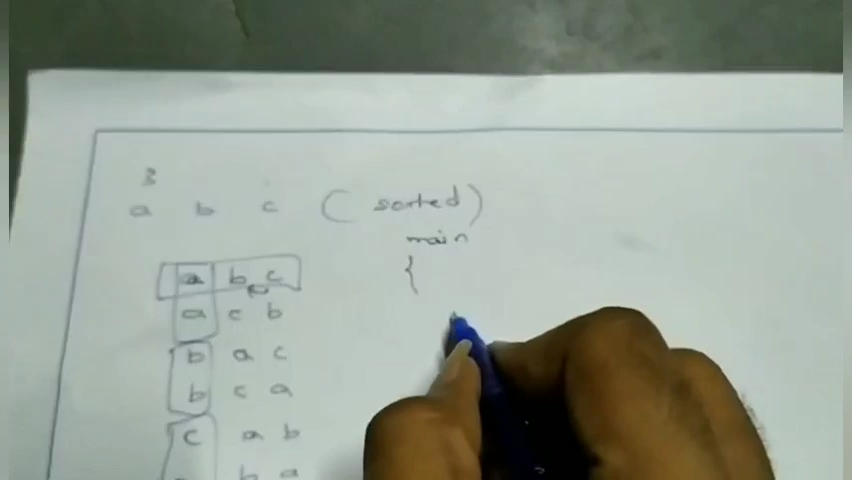 3
a b c ( sorted )
main
{
a b c
a c b
b a c
b c a
c a b
b a